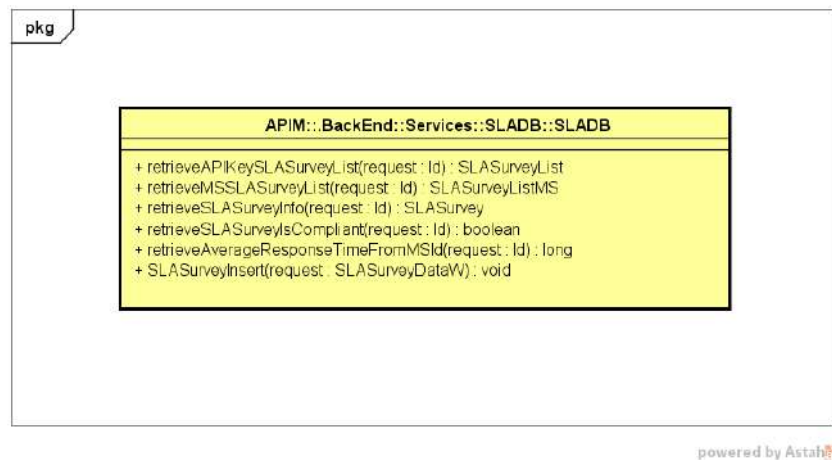 pkg
APIM::.BackEnd::Services::SLADB::SLADB
+ retrieveAPIKeySLASurveyList(request : Id) : SLASurveyList
+ retrieveMSSLASurveyList(request : Id) : SLASurveyListMS
+ retrieveSLASurveyInfo(request : Id) : SLASurvey
+ retrieveSLASurveyIsCompliant(request : Id) : boolean
+ retrieveAverageResponseTimeFromMSId(request : Id) : long
+ SLASurveyInsert(request : SLASurveyDataW) : void
powered by Astah